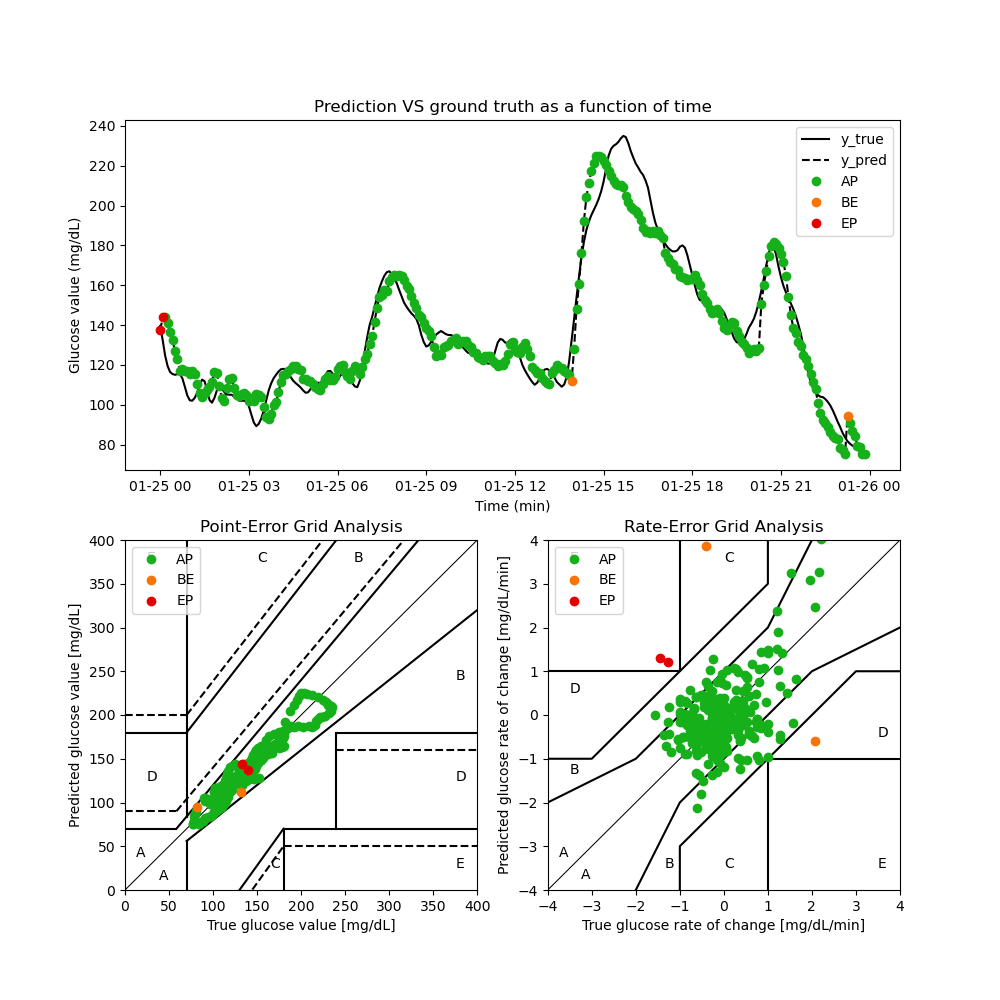 Prediction VS ground truth as a function of time
Glucose value (mg/dL)
240
220
200
180
160
140
120
100
80
y_true
y_pred
AP
BE
EP
01-25 00 01-25 03 01-25 06 01-25 09 01-25 12 01-25 15 01-25 18 01-25 21 01-26 00
Time (min)
Point-Error Grid Analysis
Predicted glucose value [mg/dL]
400
350
300
250
200
150
100
50
0
AP
BE
EP
C
B
B
D
D
A
A
C
E
0 50 100 150 200 250 300 350 400
True glucose value [mg/dL]
Rate-Error Grid Analysis
Predicted glucose rate of change [mg/dL/min]
4
3
2
1
0
−1
−2
−3
−4
AP
BE
EP
C
D
D
B
A
A
B
C
E
−4 −3 −2 −1 0 1 2 3 4
True glucose rate of change [mg/dL/min]